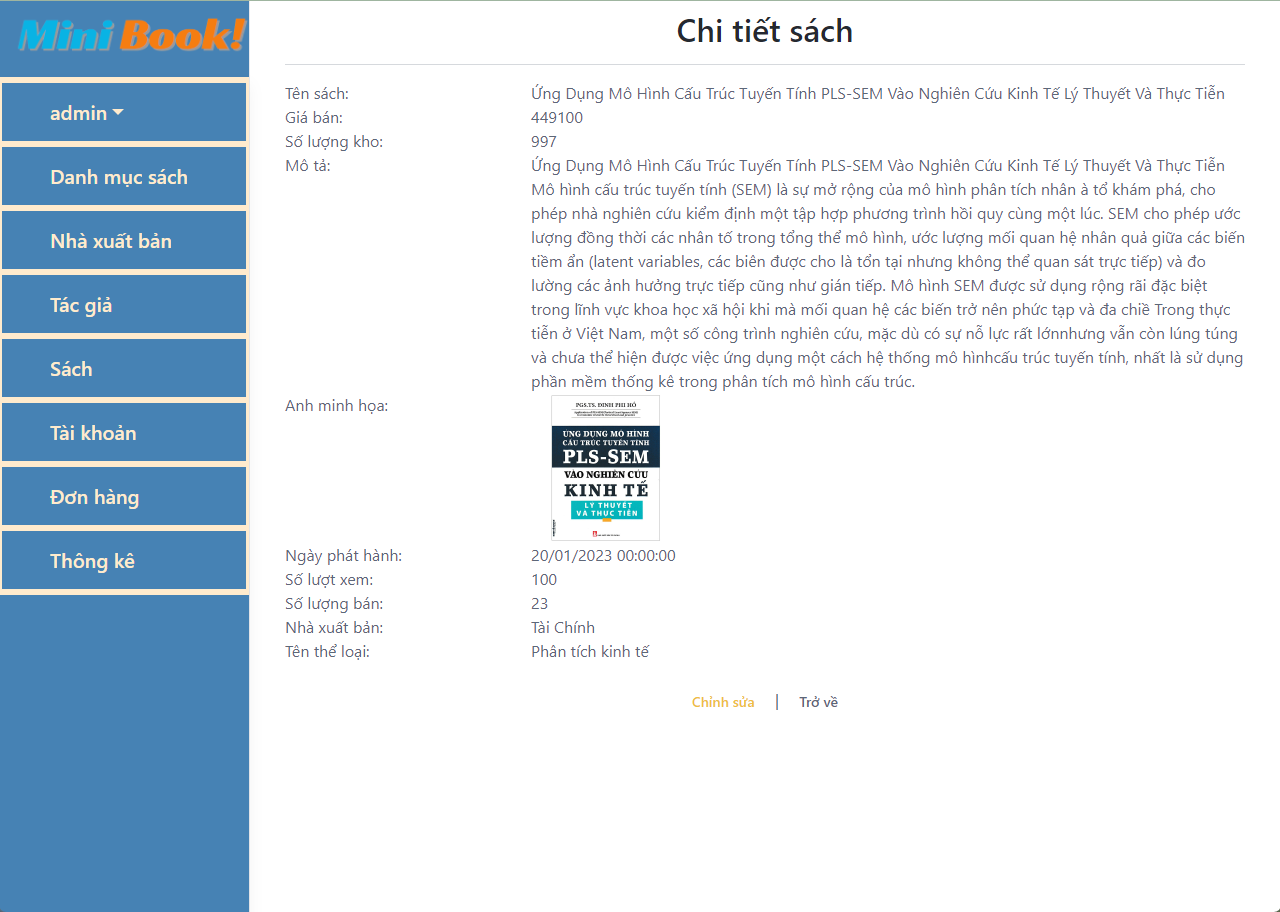 Mini Book!
admin
Danh mục sách
Nhà xuất bản
Tác giả
Sách
Tài khoản
Đơn hàng
Thông kê
Chi tiết sách
Tên sách: Ứng Dụng Mô Hình Cấu Trúc Tuyến Tính PLS-SEM Vào Nghiên Cứu Kinh Tế Lý Thuyết Và Thực Tiễn
Giá bán: 449100
Số lượng kho: 997
Mô tả: Ứng Dụng Mô Hình Cấu Trúc Tuyến Tính PLS-SEM Vào Nghiên Cứu Kinh Tế Lý Thuyết Và Thực Tiễn
Mô hình cấu trúc tuyến tính (SEM) là sự mở rộng của mô hình phân tích nhân à tổ khám phá, cho
phép nhà nghiên cứu kiểm định một tập hợp phương trình hồi quy cùng một lúc. SEM cho phép ước
lượng đồng thời các nhân tố trong tổng thể mô hình, ước lượng mối quan hệ nhân quả giữa các biến
tiềm ẩn (latent variables, các biên được cho là tổn tại nhưng không thể quan sát trực tiếp) và đo
lường các ảnh hưởng trực tiếp cũng như gián tiếp. Mô hình SEM được sử dụng rộng rãi đặc biệt
trong lĩnh vực khoa học xã hội khi mà mối quan hệ các biến trở nên phức tạp và đa chiề Trong thực
tiễn ở Việt Nam, một số công trình nghiên cứu, mặc dù có sự nỗ lực rất lớnnhưng vẫn còn lúng túng
và chưa thể hiện được việc ứng dụng một cách hệ thống mô hìnhcấu trúc tuyến tính, nhất là sử dụng
phần mềm thống kê trong phân tích mô hình cấu trúc.
Anh minh họa:
PGS.TS. ĐINH PHI HỔ
ỨNG DỤNG MÔ HÌNH
CẤU TRÚC TUYẾN TÍNH
PLS-SEM
VÀO NGHIÊN CỨU
KINH TẾ
LÝ THUYẾT
VÀ THỰC TIỄN
Ngày phát hành: 20/01/2023 00:00:00
Số lượt xem: 100
Số lượng bán: 23
Nhà xuất bản: Tài Chính
Tên thể loại: Phân tích kinh tế
Chỉnh sửa | Trở về